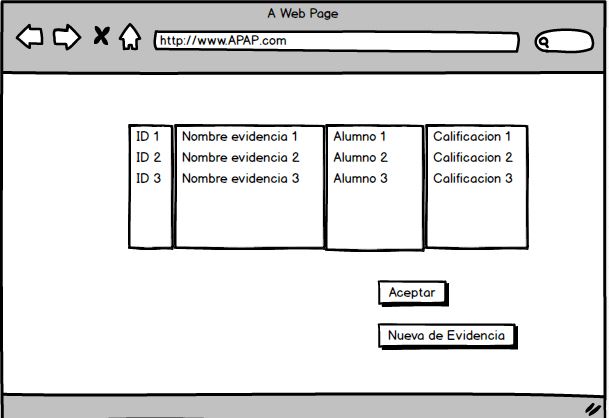 A Web Page
http://www.APAP.com
ID 1 Nombre evidencia 1 Alumno 1 Calificacion 1
ID 2 Nombre evidencia 2 Alumno 2 Calificacion 2
ID 3 Nombre evidencia 3 Alumno 3 Calificacion 3
Aceptar
Nueva de Evidencia